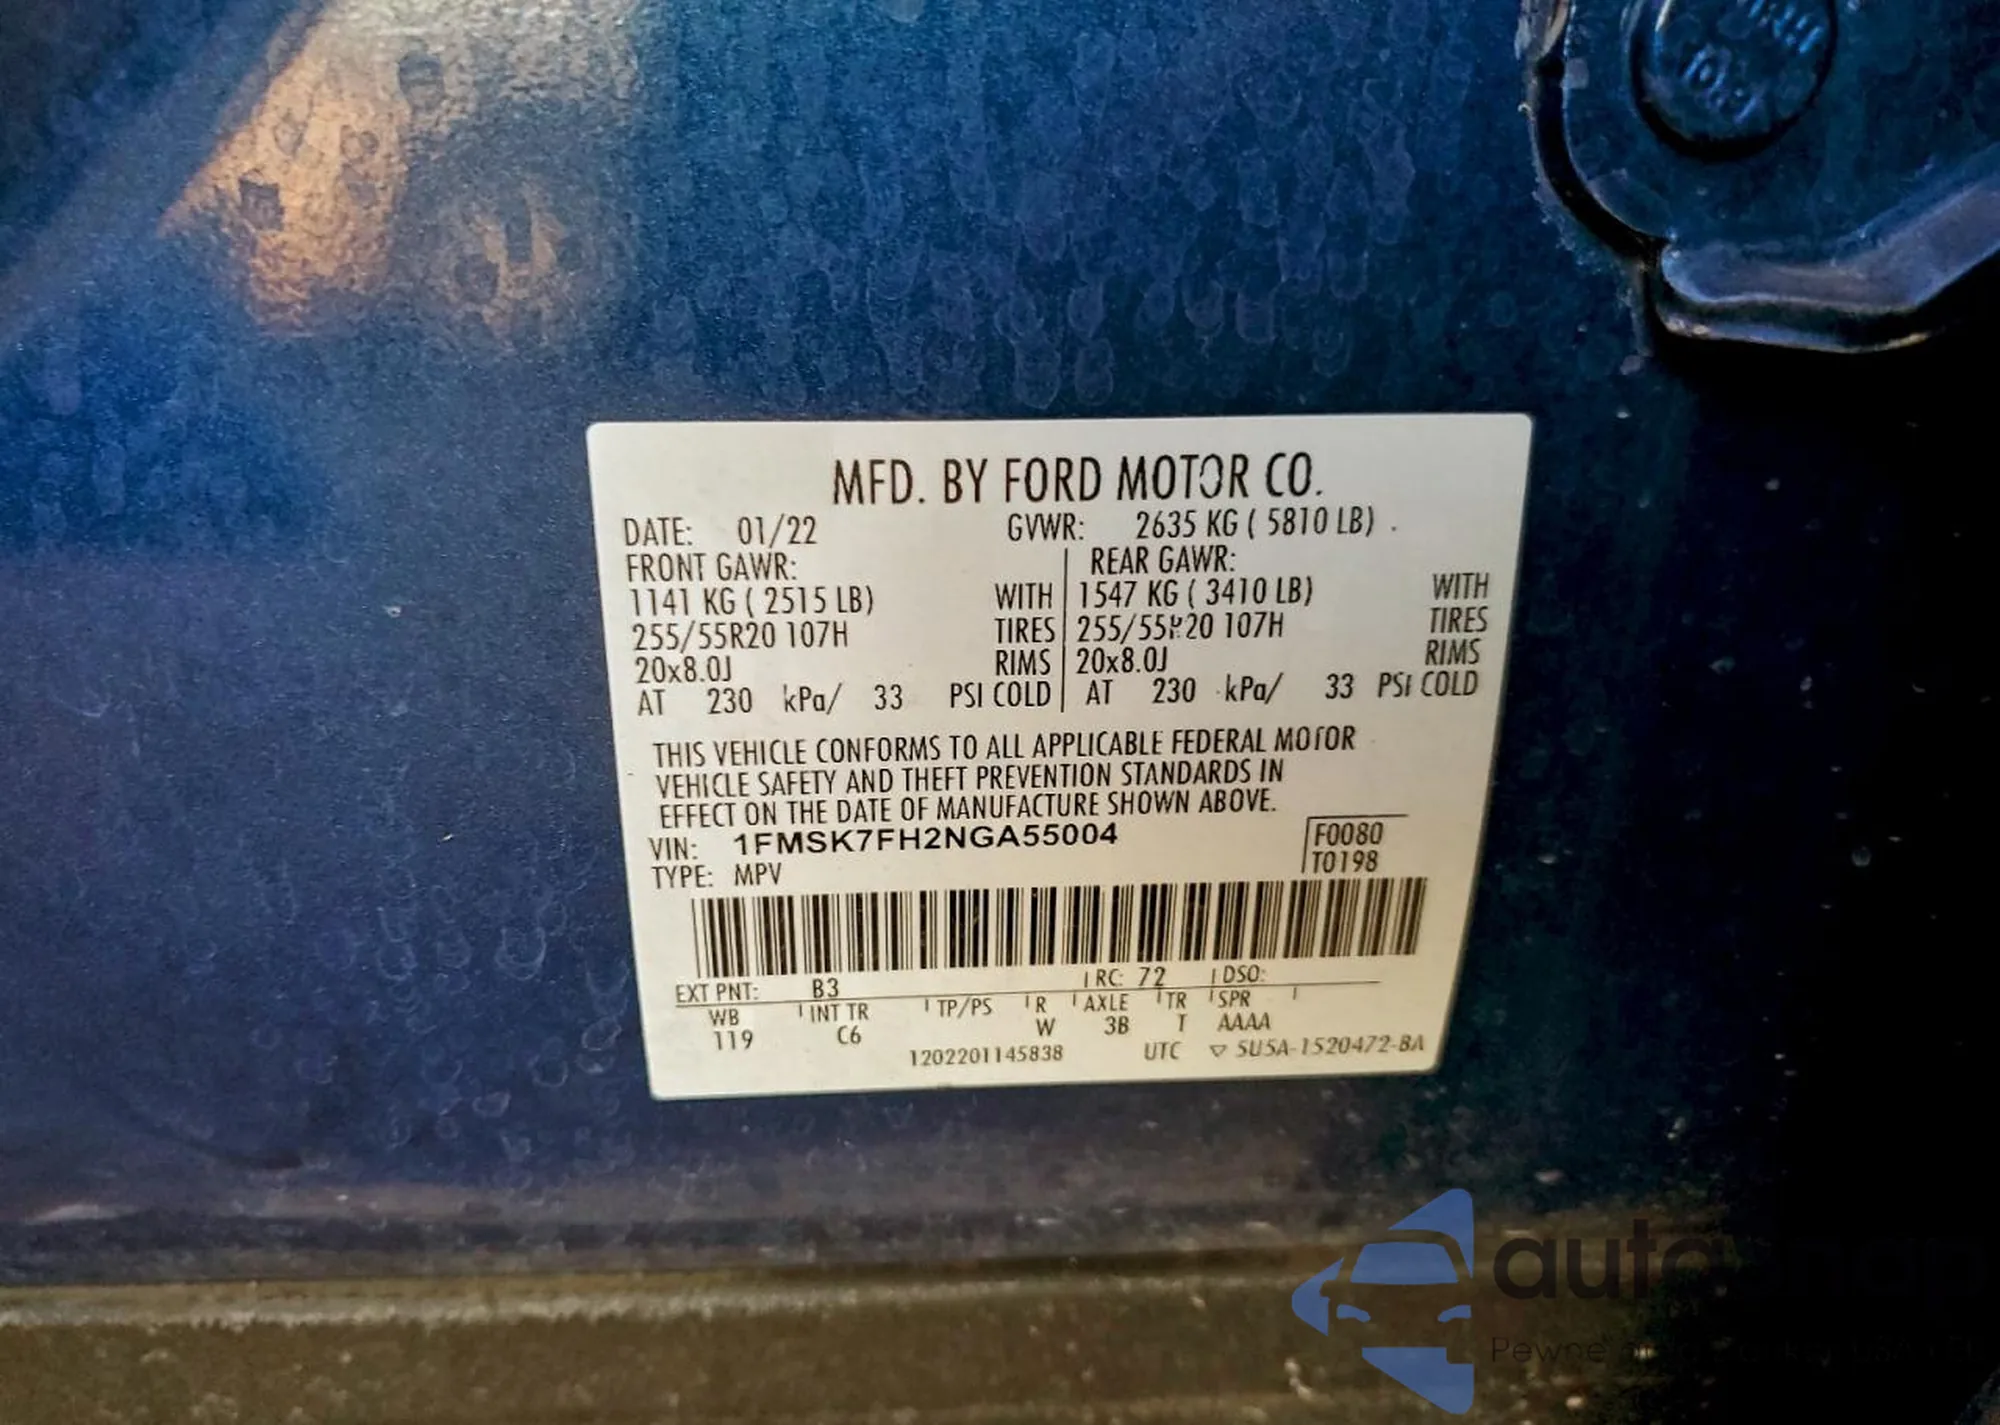 MFD. BY FORD MOTOR CO.
DATE: 01/22 GVWR: 2635 KG ( 5810 LB)
FRONT GAWR: REAR GAWR:
1141 KG ( 2515 LB) WITH 1547 KG ( 3410 LB) WITH
255/55R20 107H TIRES 255/55R20 107H TIRES
20x8.0J RIMS 20x8.0J RIMS
AT 230 kPa/ 33 PSI COLD AT 230 kPa/ 33 PSI COLD
THIS VEHICLE CONFORMS TO ALL APPLICABLE FEDERAL MOTOR
VEHICLE SAFETY AND THEFT PREVENTION STANDARDS IN
EFFECT ON THE DATE OF MANUFACTURE SHOWN ABOVE.
VIN: 1FMSK7FH2NGA55004 F0080
TYPE: MPV T0198
EXT PNT: B3 RC: 72 DSO:
WB INT TR TP/PS R AXLE TR SPR
119 C6 W 3B T AAAA
1202201145838 UTC ▽ 5U5A-1520472-BA
Pewne